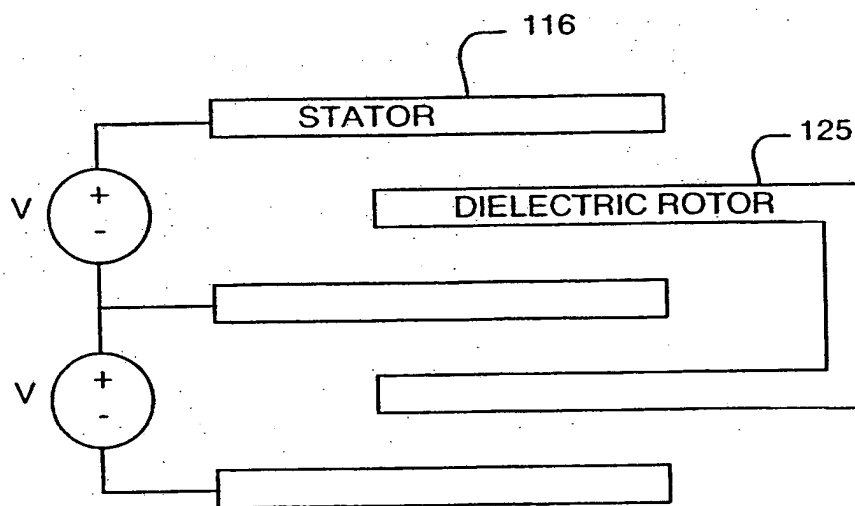 116
STATOR
125
V
+
-
DIELECTRIC ROTOR
V
+
-